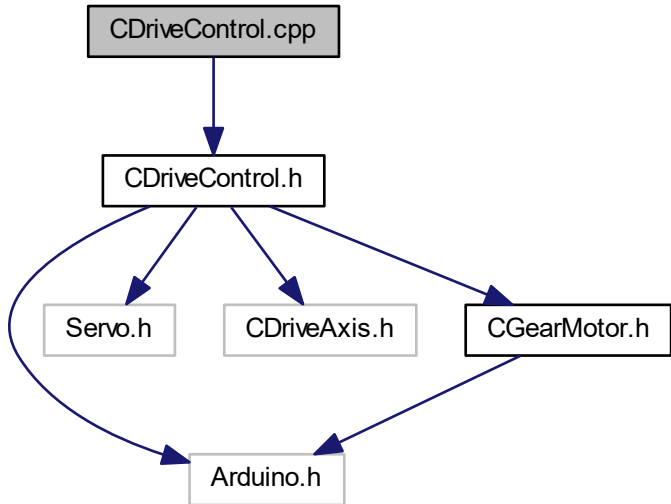 CDriveControl.cpp
CDriveControl.h
Servo.h
CDriveAxis.h
CGearMotor.h
Arduino.h